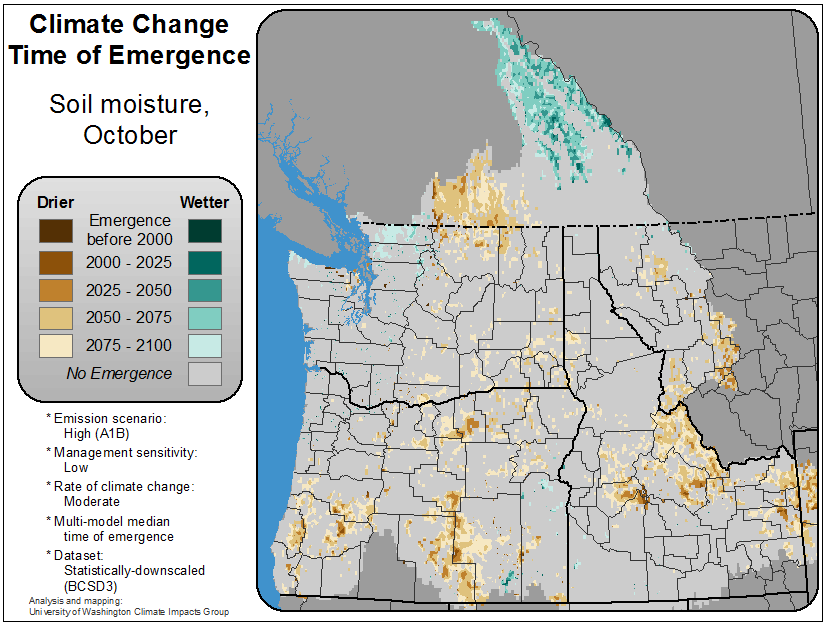 Climate Change
Time of Emergence
Soil moisture,
October
Drier Wetter
Emergence
before 2000
2000 - 2025
2025 - 2050
2050 - 2075
2075 - 2100
No Emergence
* Emission scenario:
High (A1B)
* Management sensitivity:
Low
* Rate of climate change:
Moderate
* Multi-model median
time of emergence
* Dataset:
Statistically-downscaled
(BCSD3)
Analysis and mapping:
University of Washington Climate Impacts Group